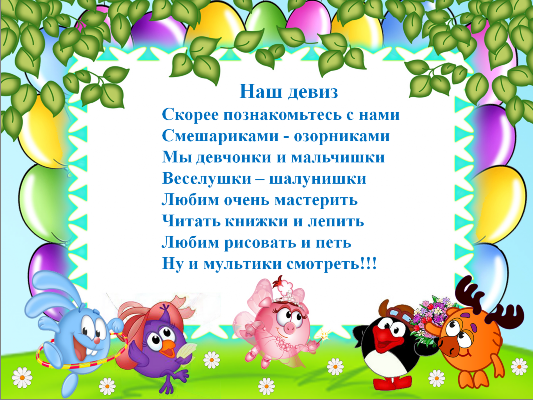 Наш девиз
Скорее познакомьтесь с нами
Смешариками - озорниками
Мы девчонки и мальчишки
Веселушки – шалунишки
Любим очень мастерить
Читать книжки и лепить
Любим рисовать и петь
Ну и мультики смотреть!!!